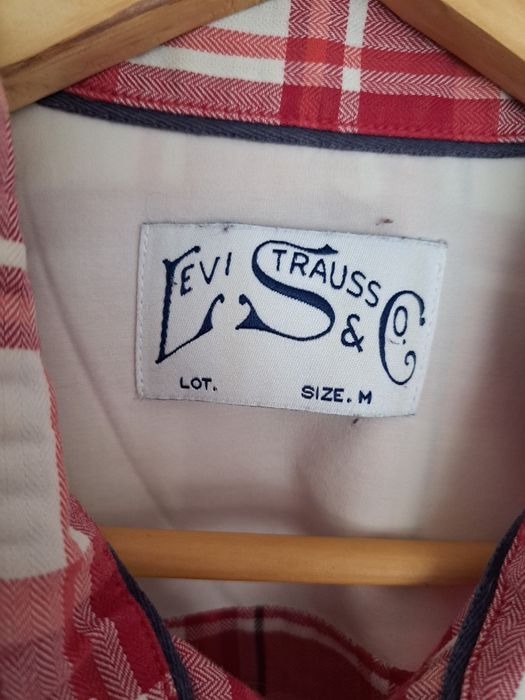 LEVI STRAUSS
& CO.
LOT. SIZE. M